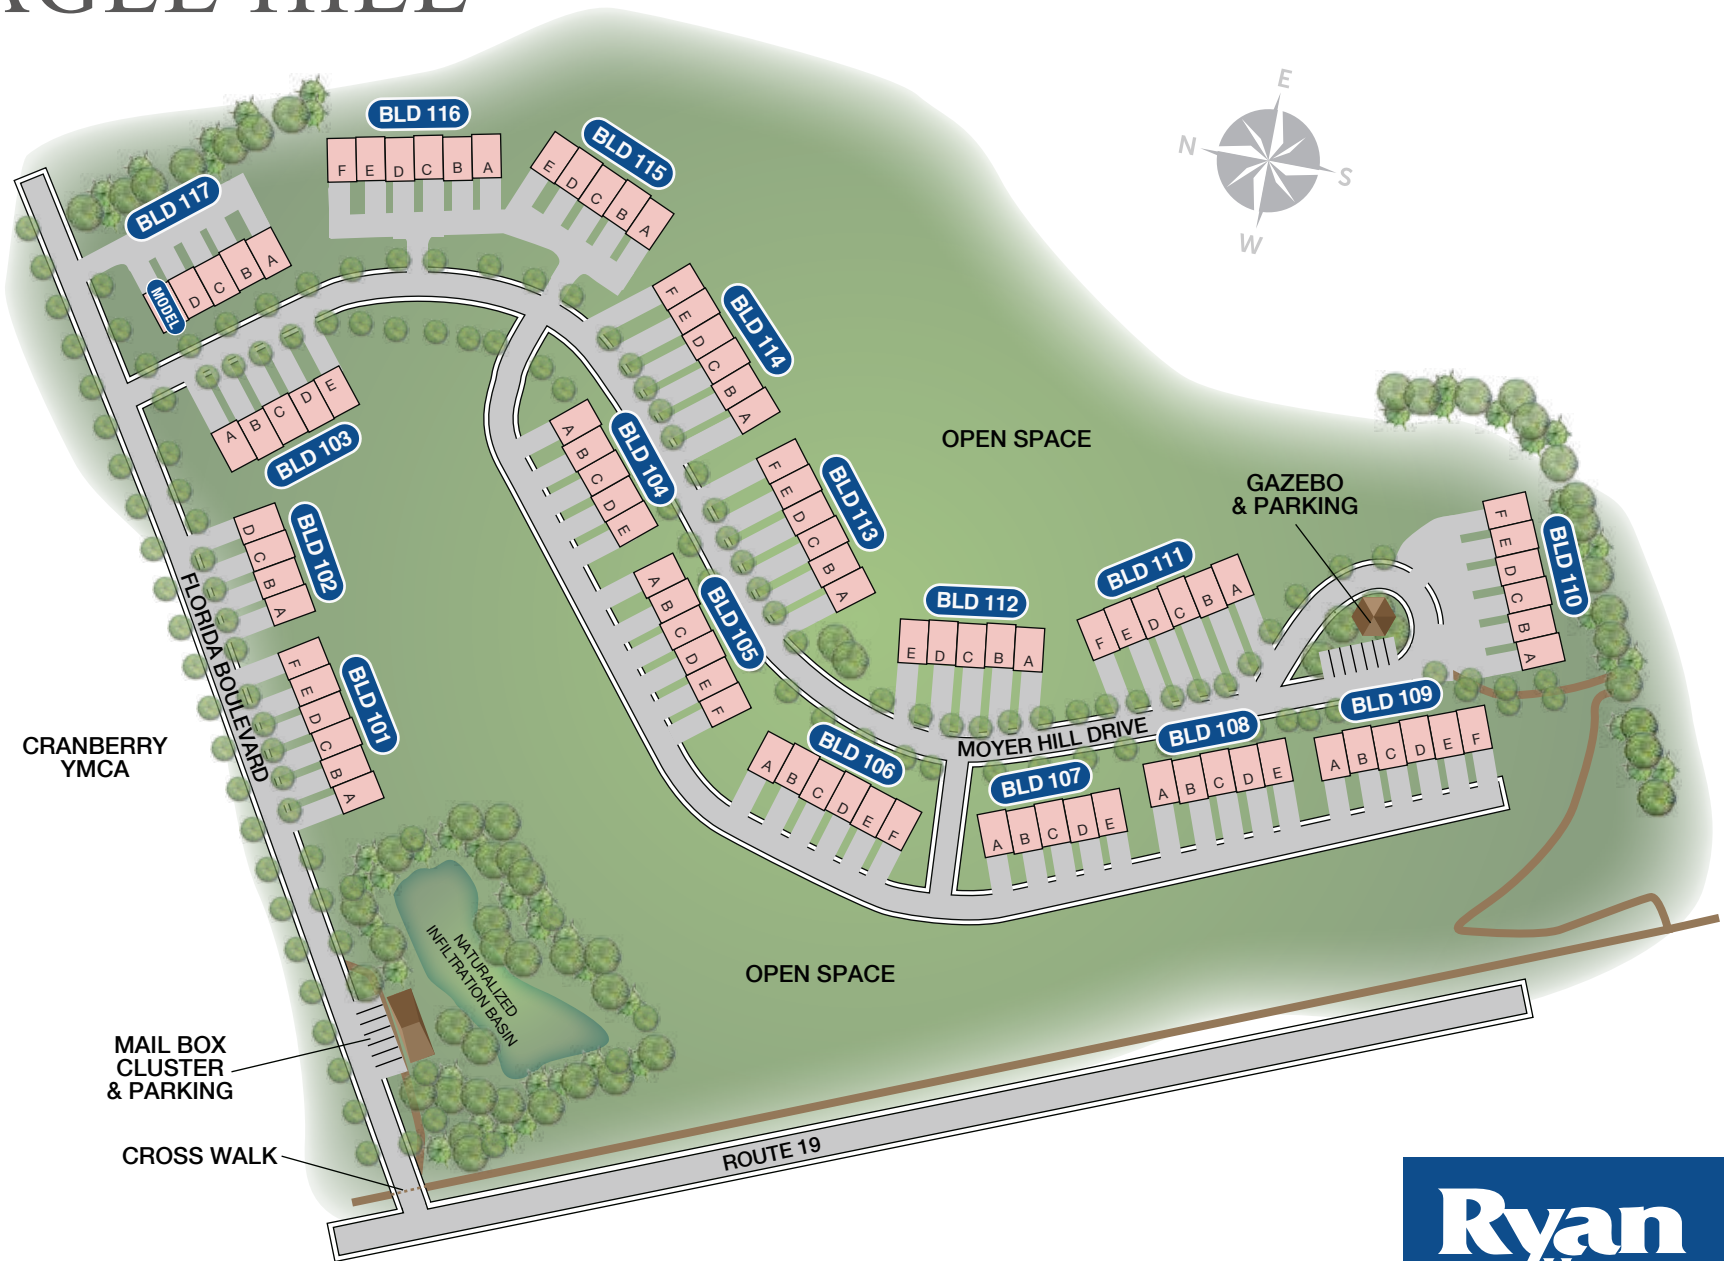 HILL
E
N
S
W
BLD 116
F E D C B A
BLD 115
E D C B A
BLD 117
MODEL D C B A
BLD 114
F E D C B A
BLD 103
A B C D E
BLD 104
A B C D E
BLD 113
F E D C B A
OPEN SPACE
GAZEBO
& PARKING
BLD 102
D C B A
BLD 105
A B C D E F
BLD 112
E D C B A
BLD 111
F E D C B A
BLD 110
F E D C B A
FLORIDA BOULEVARD
BLD 101
F E D C B A
CRANBERRY
YMCA
MOYER HILL DRIVE
BLD 106
A B C D E F
BLD 107
A B C D E
BLD 108
A B C D E
BLD 109
A B C D E F
NATURALIZED
INFILTRATION BASIN
OPEN SPACE
MAIL BOX
CLUSTER
& PARKING
CROSS WALK
ROUTE 19
Ryan